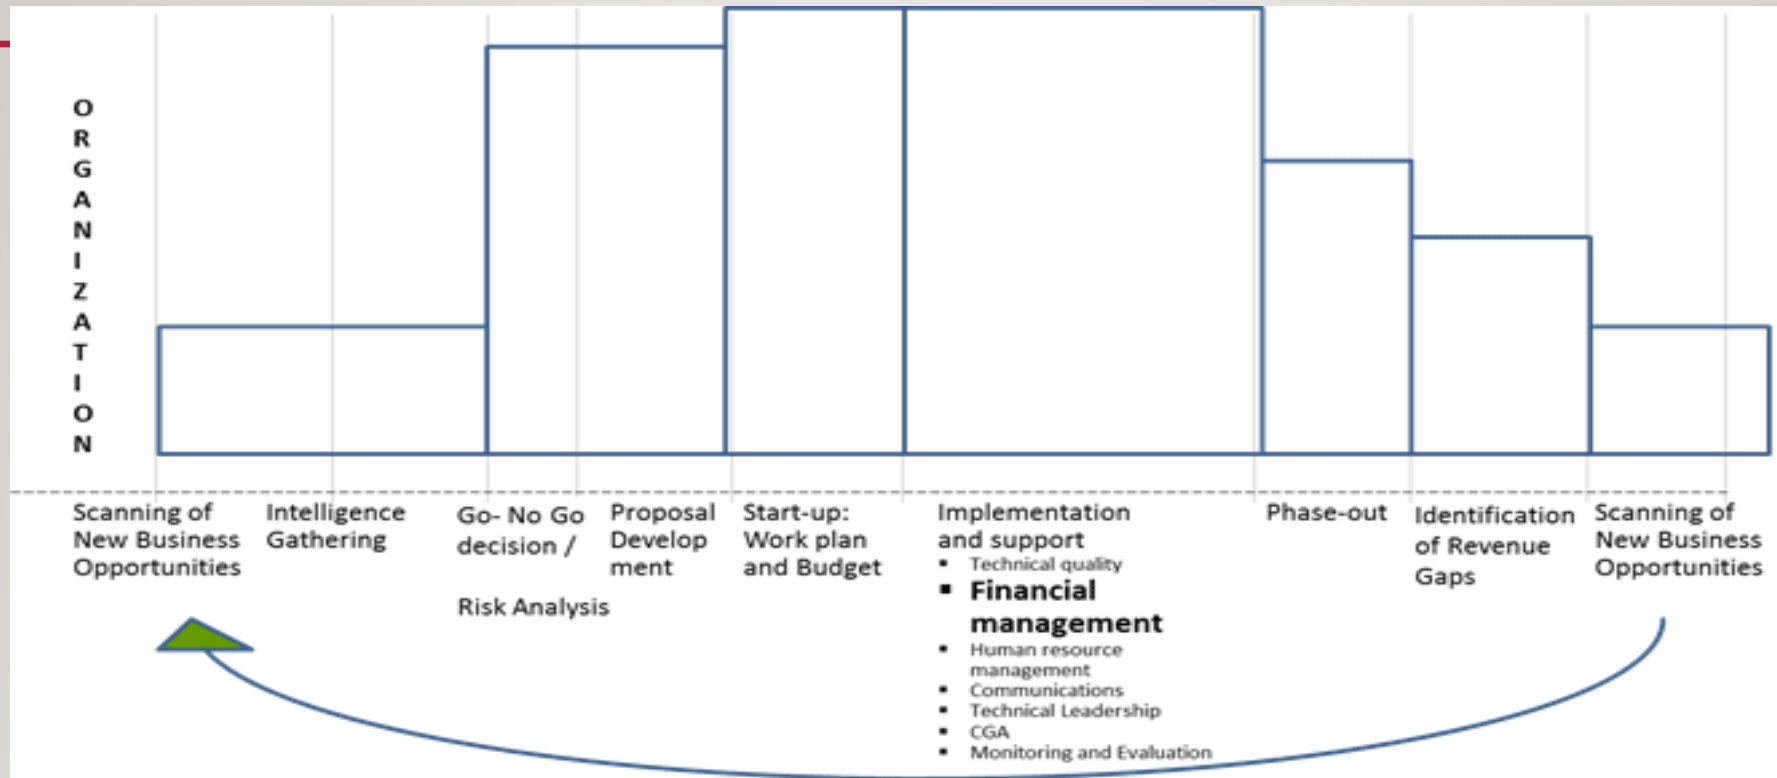 O
R
G
A
N
I
Z
A
T
I
O
N
Scanning of
New Business
Opportunities
Intelligence
Gathering
Go- No Go
decision /
Risk Analysis
Proposal
Develop
ment
Start-up:
Work plan
and Budget
Implementation
and support
▪ Technical quality
▪ Financial
management
▪ Human resource
management
▪ Communications
▪ Technical Leadership
▪ CGA
▪ Monitoring and Evaluation
Phase-out
Identification
of Revenue
Gaps
Scanning of
New Business
Opportunities